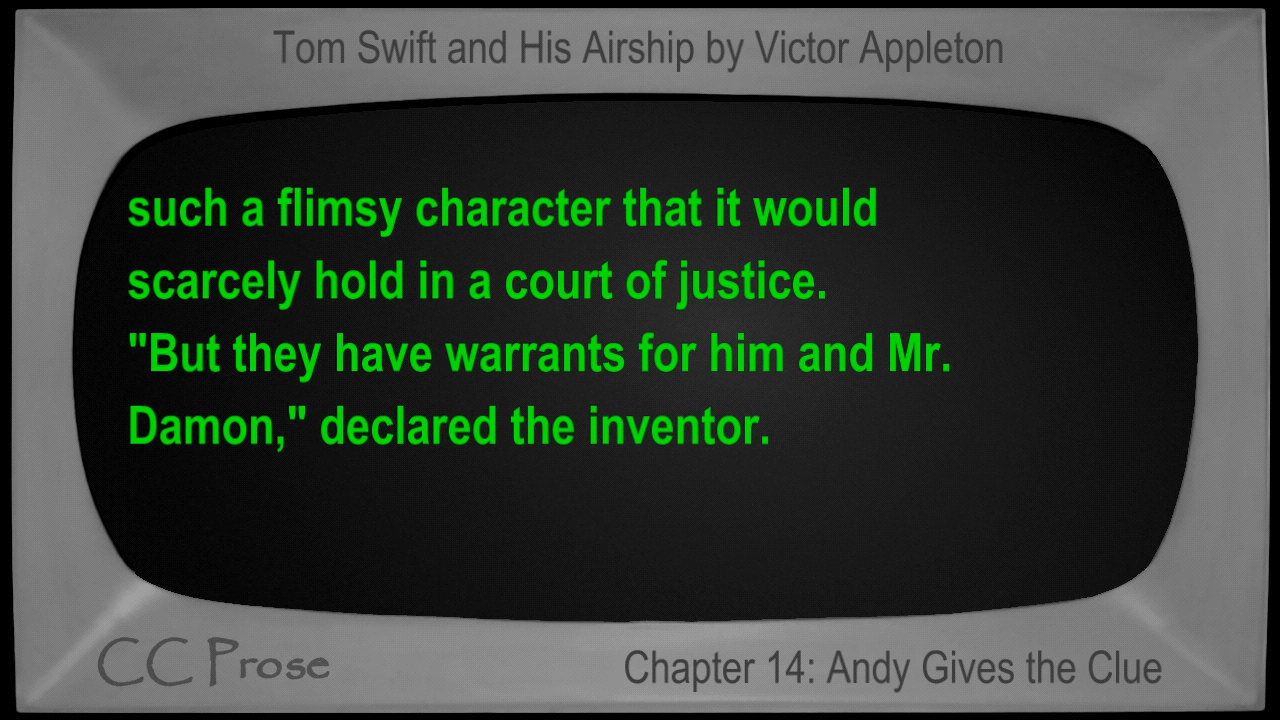 Tom Swift and His Airship by Victor Appleton
such a flimsy character that it would
scarcely hold in a court of justice.
"But they have warrants for him and Mr.
Damon," declared the inventor.
CC Prose
Chapter 14: Andy Gives the Clue